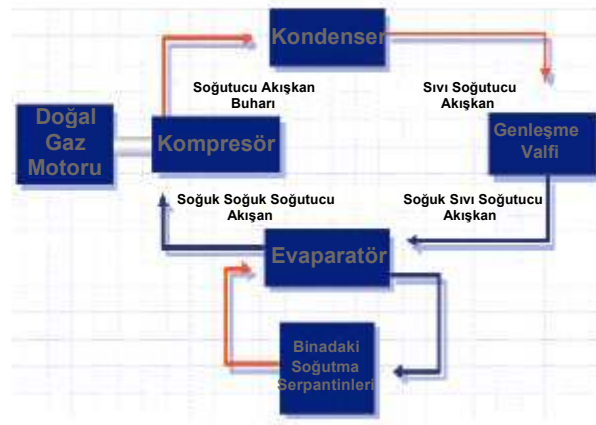 Kondenser
Soğutucu Akışkan
Buharı
Sıvı Soğutucu
Akışkan
Doğal
Gaz
Motoru
Kompresör
Genleşme
Valfi
Soğuk Soğuk Soğutucu
Akışan
Soğuk Sıvı Soğutucu
Akışkan
Evaparatör
Binadaki
Soğutma
Serpantinleri